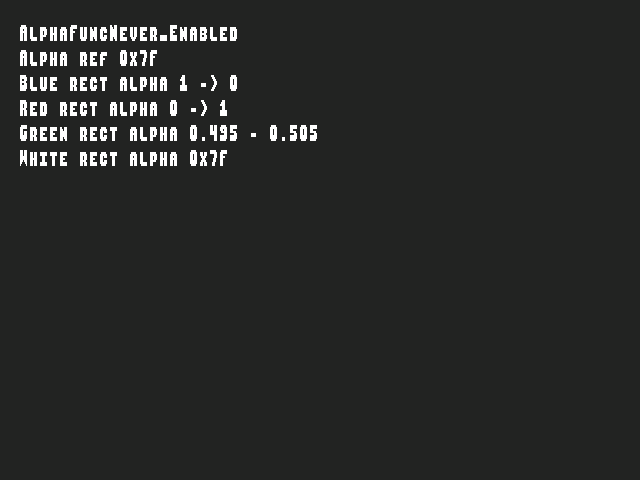 AlphaFuncNever_Enabled
Alpha ref 0x7f
Blue rect alpha 1 -> 0
Red rect alpha 0 -> 1
Green rect alpha 0.495 - 0.505
White rect alpha 0x7f